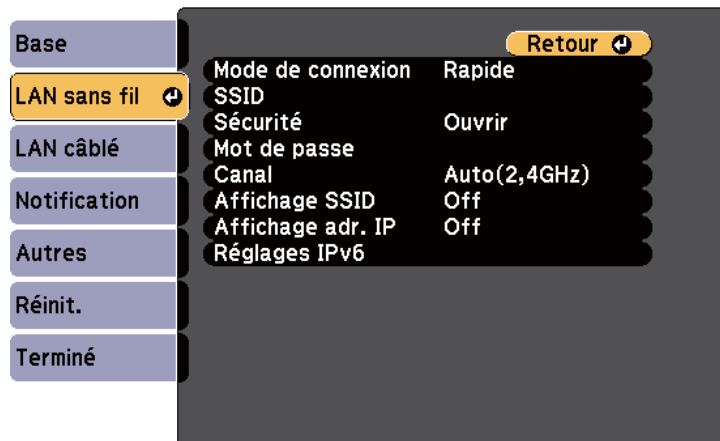 Base
LAN sans fil
LAN câblé
Notification
Autres
Réinit.
Terminé
Retour
Mode de connexion Rapide
SSID
Sécurité Ouvrir
Mot de passe
Canal Auto(2,4GHz)
Affichage SSID Off
Affichage adr. IP Off
Réglages IPv6